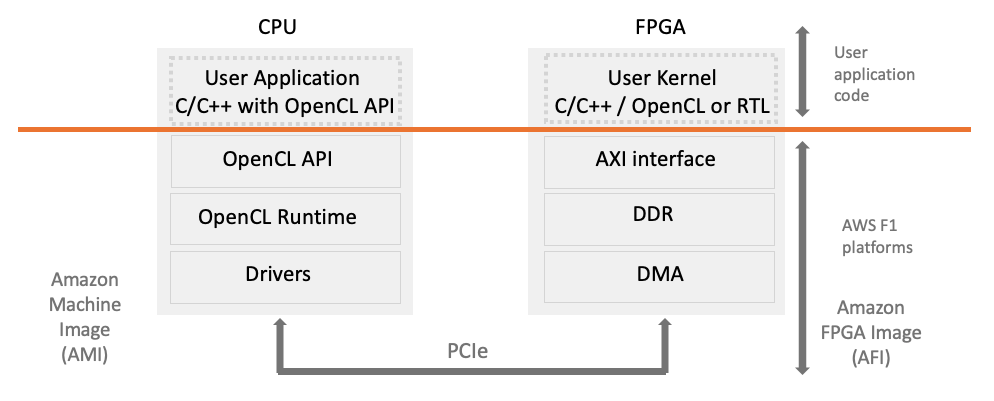 CPU
FPGA
User Application
C/C++ with OpenCL API
User Kernel
C/C++ / OpenCL or RTL
User
application
code
OpenCL API
AXI interface
OpenCL Runtime
DDR
AWS F1
platforms
Drivers
DMA
Amazon
Machine
Image
(AMI)
Amazon
FPGA Image
(AFI)
PCIe